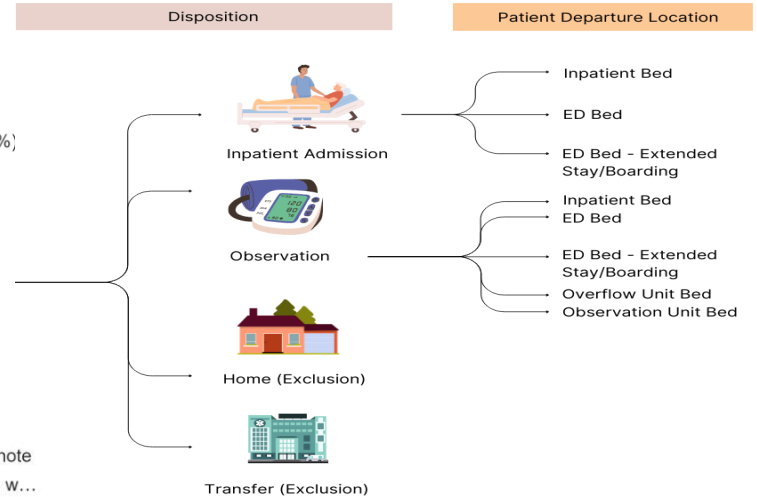 Disposition
Patient Departure Location
%)
Inpatient Admission
Inpatient Bed
ED Bed
ED Bed - Extended
Stay/Boarding
Observation
Inpatient Bed
ED Bed
ED Bed - Extended
Stay/Boarding
Overflow Unit Bed
Observation Unit Bed
Home (Exclusion)
Transfer (Exclusion)
note
w...